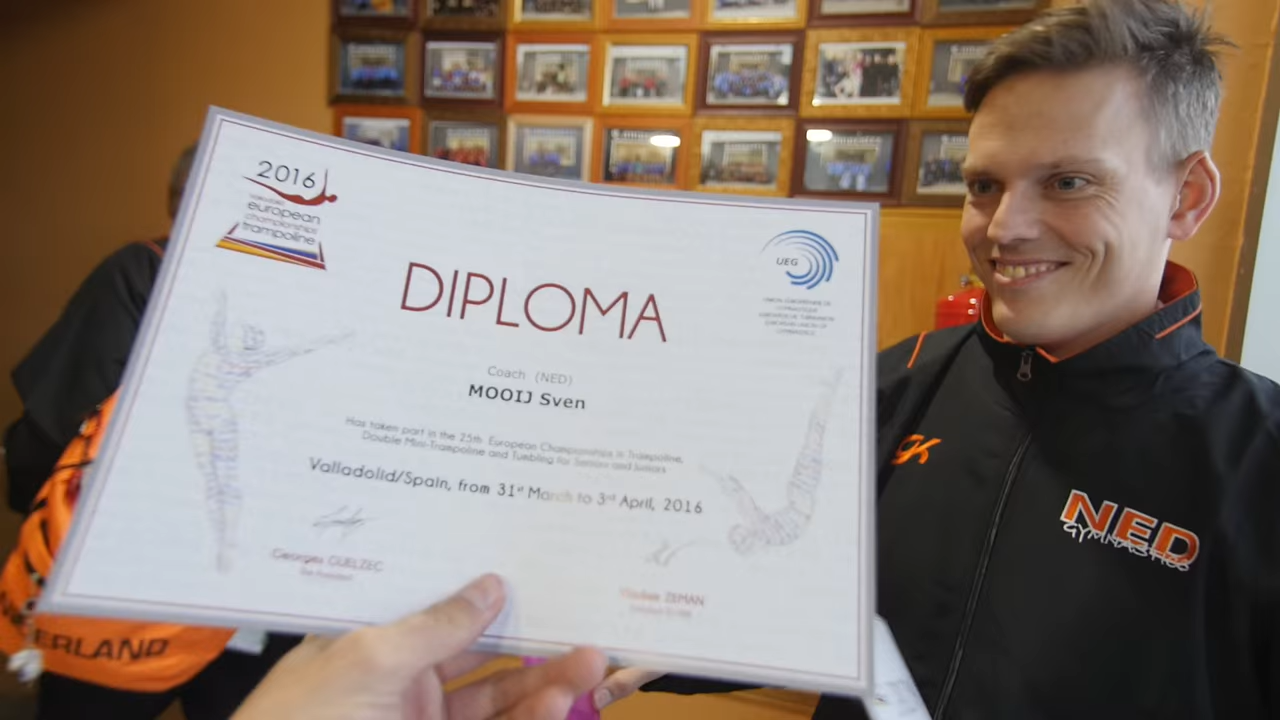 2016
european
championships
trampoline
UEG
DIPLOMA
Coach (NED)
MOOIJ Sven
Has taken part in the 25th European Championships in Trampoline,
Double Mini-Trampoline and Tumbling for Seniors and Juniors
Valladolid/Spain, from 31st March to 3rd April, 2016
Georges GUELZEC
ZEMAN
GK
NED
GYMNASTICS
ERLAND